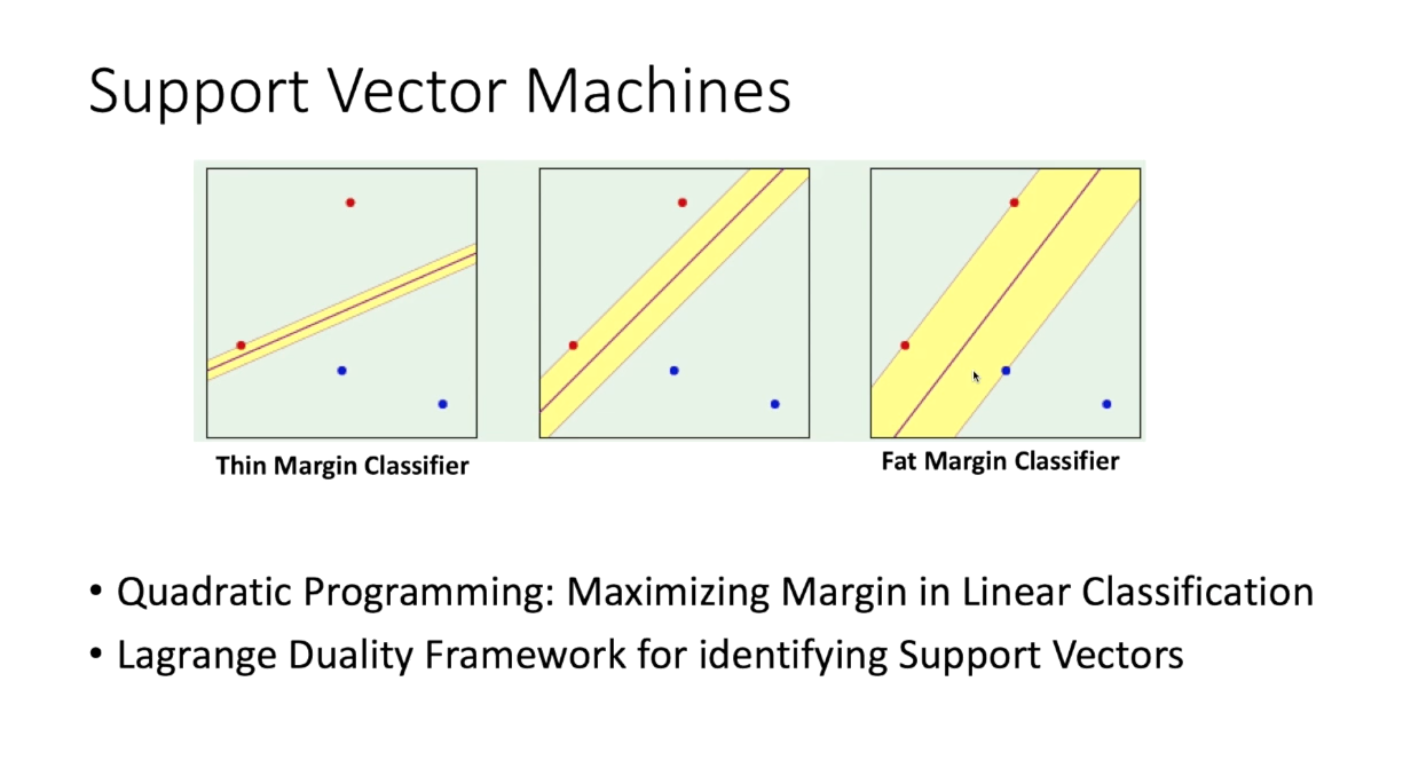 Support Vector Machines
Thin Margin Classifier
Fat Margin Classifier
• Quadratic Programming: Maximizing Margin in Linear Classification
• Lagrange Duality Framework for identifying Support Vectors